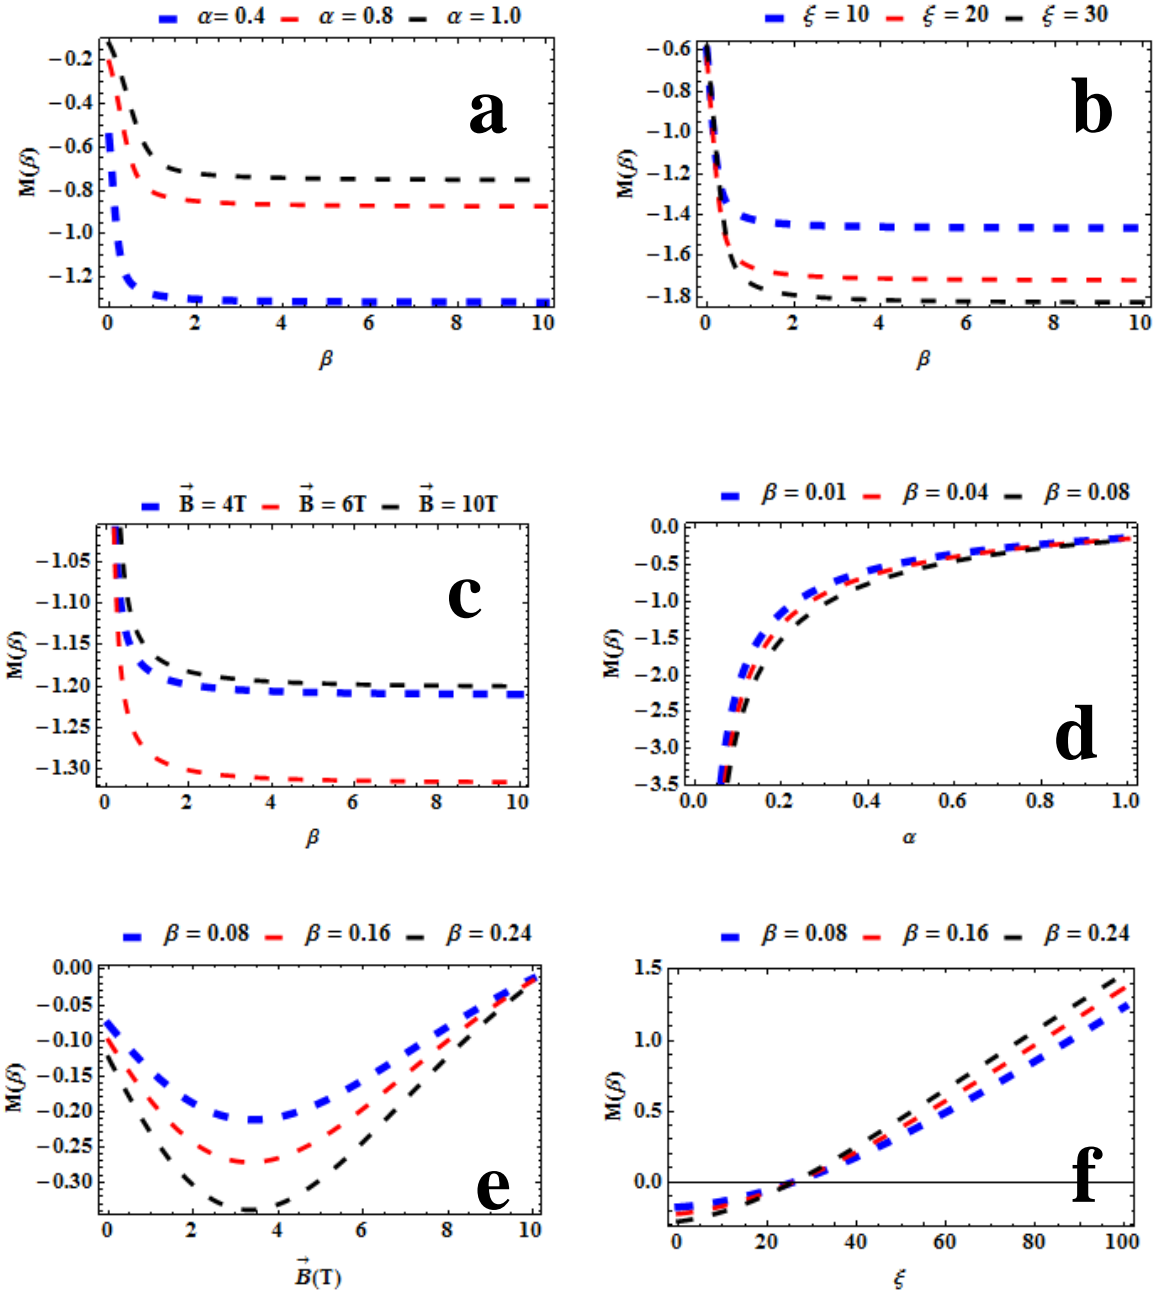 α= 0.4 α = 0.8 α = 1.0
−0.2
−0.4
−0.6
−0.8
−1.0
−1.2
M(β)
a
0 2 4 6 8 10
β
ξ = 10 ξ = 20 ξ = 30
−0.6
−0.8
−1.0
−1.2
−1.4
−1.6
−1.8
M(β)
b
0 2 4 6 8 10
β
B⃗ = 4T B⃗ = 6T B⃗ = 10T
−1.05
−1.10
−1.15
−1.20
−1.25
−1.30
M(β)
c
0 2 4 6 8 10
β
β = 0.01 β = 0.04 β = 0.08
0.0
−0.5
−1.0
−1.5
−2.0
−2.5
−3.0
−3.5
M(β)
d
0.0 0.2 0.4 0.6 0.8 1.0
α
β = 0.08 β = 0.16 β = 0.24
0.00
−0.05
−0.10
−0.15
−0.20
−0.25
−0.30
M(β)
e
0 2 4 6 8 10
B⃗(T)
β = 0.08 β = 0.16 β = 0.24
1.5
1.0
0.5
0.0
M(β)
f
0 20 40 60 80 100
ξ